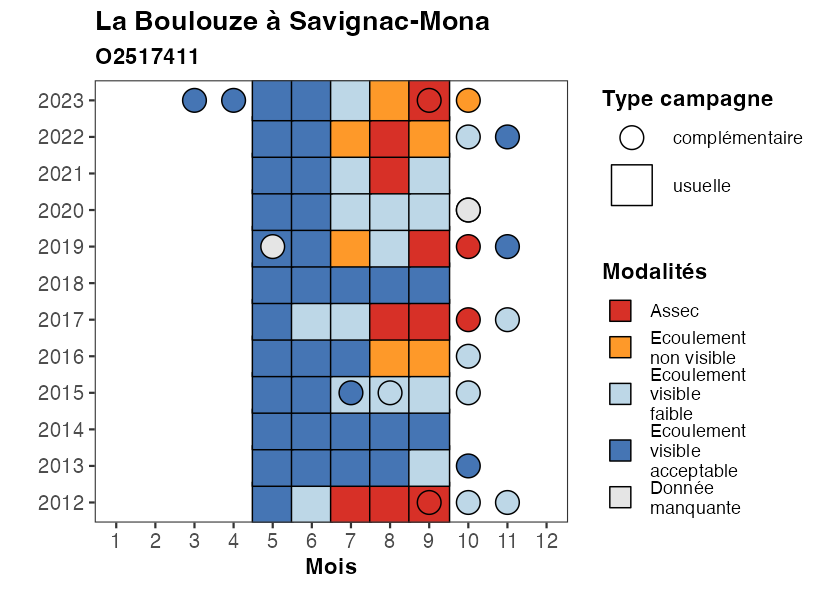 La Boulouze à Savignac-Mona
O2517411
2023
2022
2021
2020
2019
2018
2017
2016
2015
2014
2013
2012
1 2 3 4 5 6 7 8 9 10 11 12
Mois
Type campagne
complémentaire
usuelle
Modalités
Assec
Ecoulement
non visible
Ecoulement
visible
faible
Ecoulement
visible
acceptable
Donnée
manquante